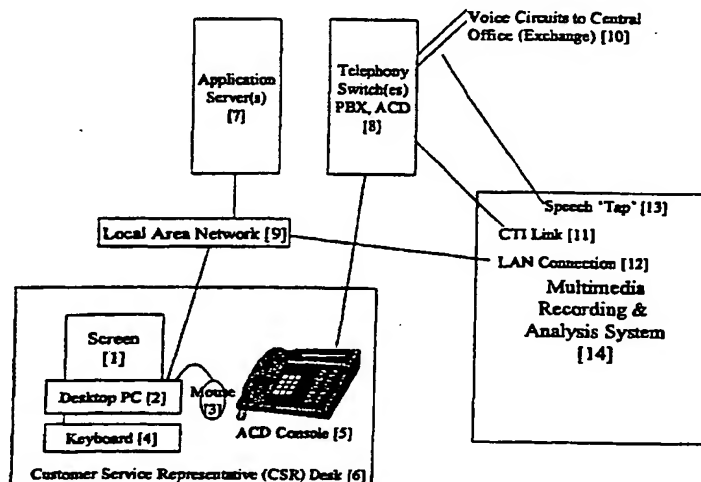 Voice Circuits to Central
Office (Exchange) [10]
Application
Server(s)
[7]
Telephony
Switch(es)
PBX, ACD
[8]
Speech "Tap" [13]
CTI Link [11]
Local Area Network [9]
LAN Connection [12]
Multimedia
Recording &
Analysis System
[14]
Screen
[1]
Desktop PC [2]
Mouse
[3]
Keyboard [4]
ACD Console [5]
Customer Service Representative (CSR) Desk [6]